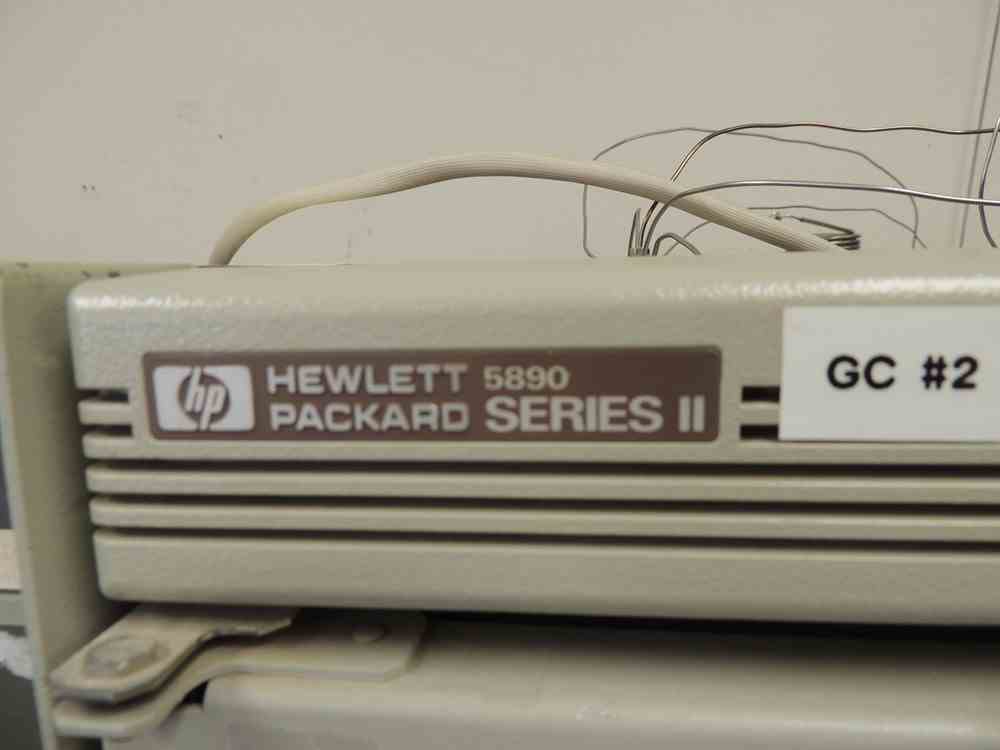 hp HEWLETT PACKARD
5890 SERIES II
GC #2